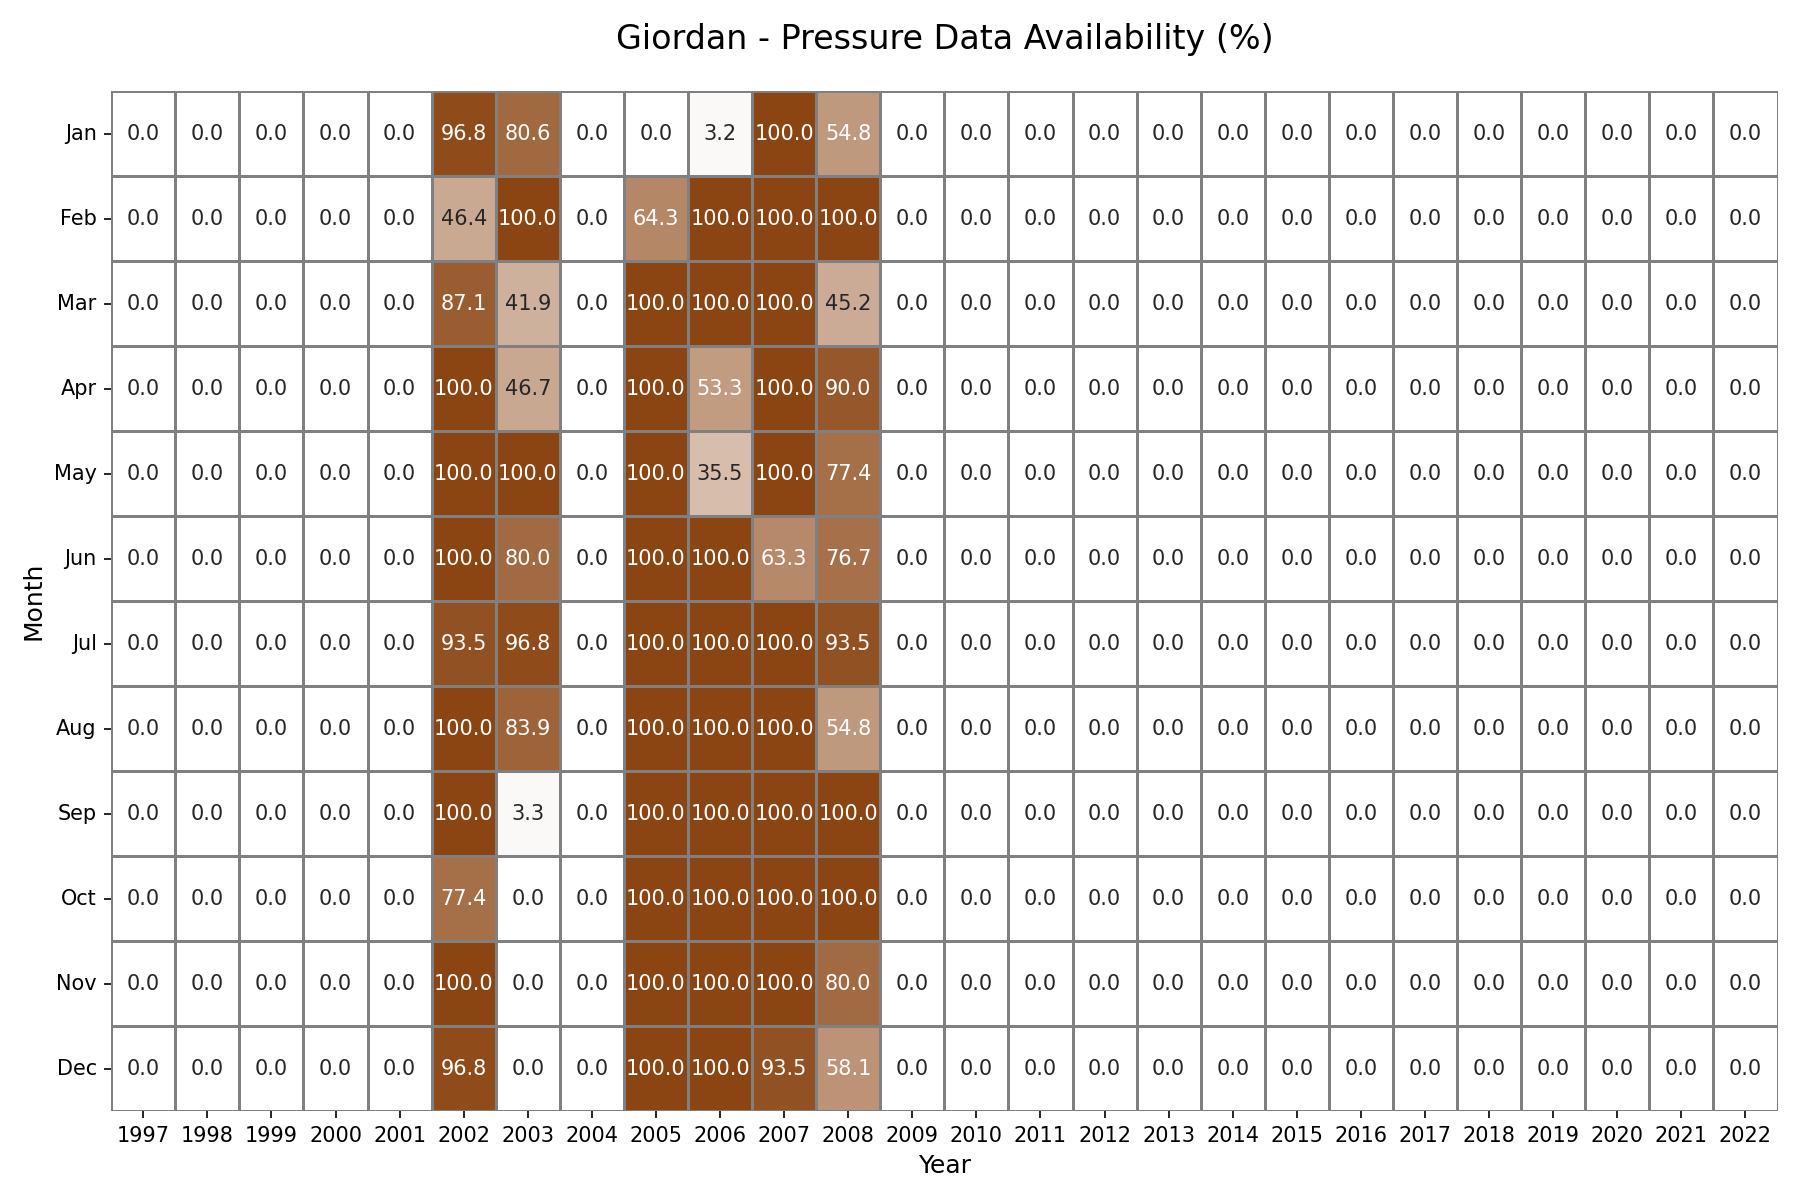 Giordan - Pressure Data Availability (%)
Jan 0.0 0.0 0.0 0.0 0.0 96.8 80.6 0.0 0.0 3.2 100.0 54.8 0.0 0.0 0.0 0.0 0.0 0.0 0.0 0.0 0.0 0.0 0.0 0.0 0.0 0.0
Feb 0.0 0.0 0.0 0.0 0.0 46.4 100.0 0.0 64.3 100.0 100.0 100.0 0.0 0.0 0.0 0.0 0.0 0.0 0.0 0.0 0.0 0.0 0.0 0.0 0.0 0.0
Mar 0.0 0.0 0.0 0.0 0.0 87.1 41.9 0.0 100.0 100.0 100.0 45.2 0.0 0.0 0.0 0.0 0.0 0.0 0.0 0.0 0.0 0.0 0.0 0.0 0.0 0.0
Apr 0.0 0.0 0.0 0.0 0.0 100.0 46.7 0.0 100.0 53.3 100.0 90.0 0.0 0.0 0.0 0.0 0.0 0.0 0.0 0.0 0.0 0.0 0.0 0.0 0.0 0.0
May 0.0 0.0 0.0 0.0 0.0 100.0 100.0 0.0 100.0 35.5 100.0 77.4 0.0 0.0 0.0 0.0 0.0 0.0 0.0 0.0 0.0 0.0 0.0 0.0 0.0 0.0
Jun 0.0 0.0 0.0 0.0 0.0 100.0 80.0 0.0 100.0 100.0 63.3 76.7 0.0 0.0 0.0 0.0 0.0 0.0 0.0 0.0 0.0 0.0 0.0 0.0 0.0 0.0
Jul 0.0 0.0 0.0 0.0 0.0 93.5 96.8 0.0 100.0 100.0 100.0 93.5 0.0 0.0 0.0 0.0 0.0 0.0 0.0 0.0 0.0 0.0 0.0 0.0 0.0 0.0
Aug 0.0 0.0 0.0 0.0 0.0 100.0 83.9 0.0 100.0 100.0 100.0 54.8 0.0 0.0 0.0 0.0 0.0 0.0 0.0 0.0 0.0 0.0 0.0 0.0 0.0 0.0
Sep 0.0 0.0 0.0 0.0 0.0 100.0 3.3 0.0 100.0 100.0 100.0 100.0 0.0 0.0 0.0 0.0 0.0 0.0 0.0 0.0 0.0 0.0 0.0 0.0 0.0 0.0
Oct 0.0 0.0 0.0 0.0 0.0 77.4 0.0 0.0 100.0 100.0 100.0 100.0 0.0 0.0 0.0 0.0 0.0 0.0 0.0 0.0 0.0 0.0 0.0 0.0 0.0 0.0
Nov 0.0 0.0 0.0 0.0 0.0 100.0 0.0 0.0 100.0 100.0 100.0 80.0 0.0 0.0 0.0 0.0 0.0 0.0 0.0 0.0 0.0 0.0 0.0 0.0 0.0 0.0
Dec 0.0 0.0 0.0 0.0 0.0 96.8 0.0 0.0 100.0 100.0 93.5 58.1 0.0 0.0 0.0 0.0 0.0 0.0 0.0 0.0 0.0 0.0 0.0 0.0 0.0 0.0
1997 1998 1999 2000 2001 2002 2003 2004 2005 2006 2007 2008 2009 2010 2011 2012 2013 2014 2015 2016 2017 2018 2019 2020 2021 2022
Year
Month